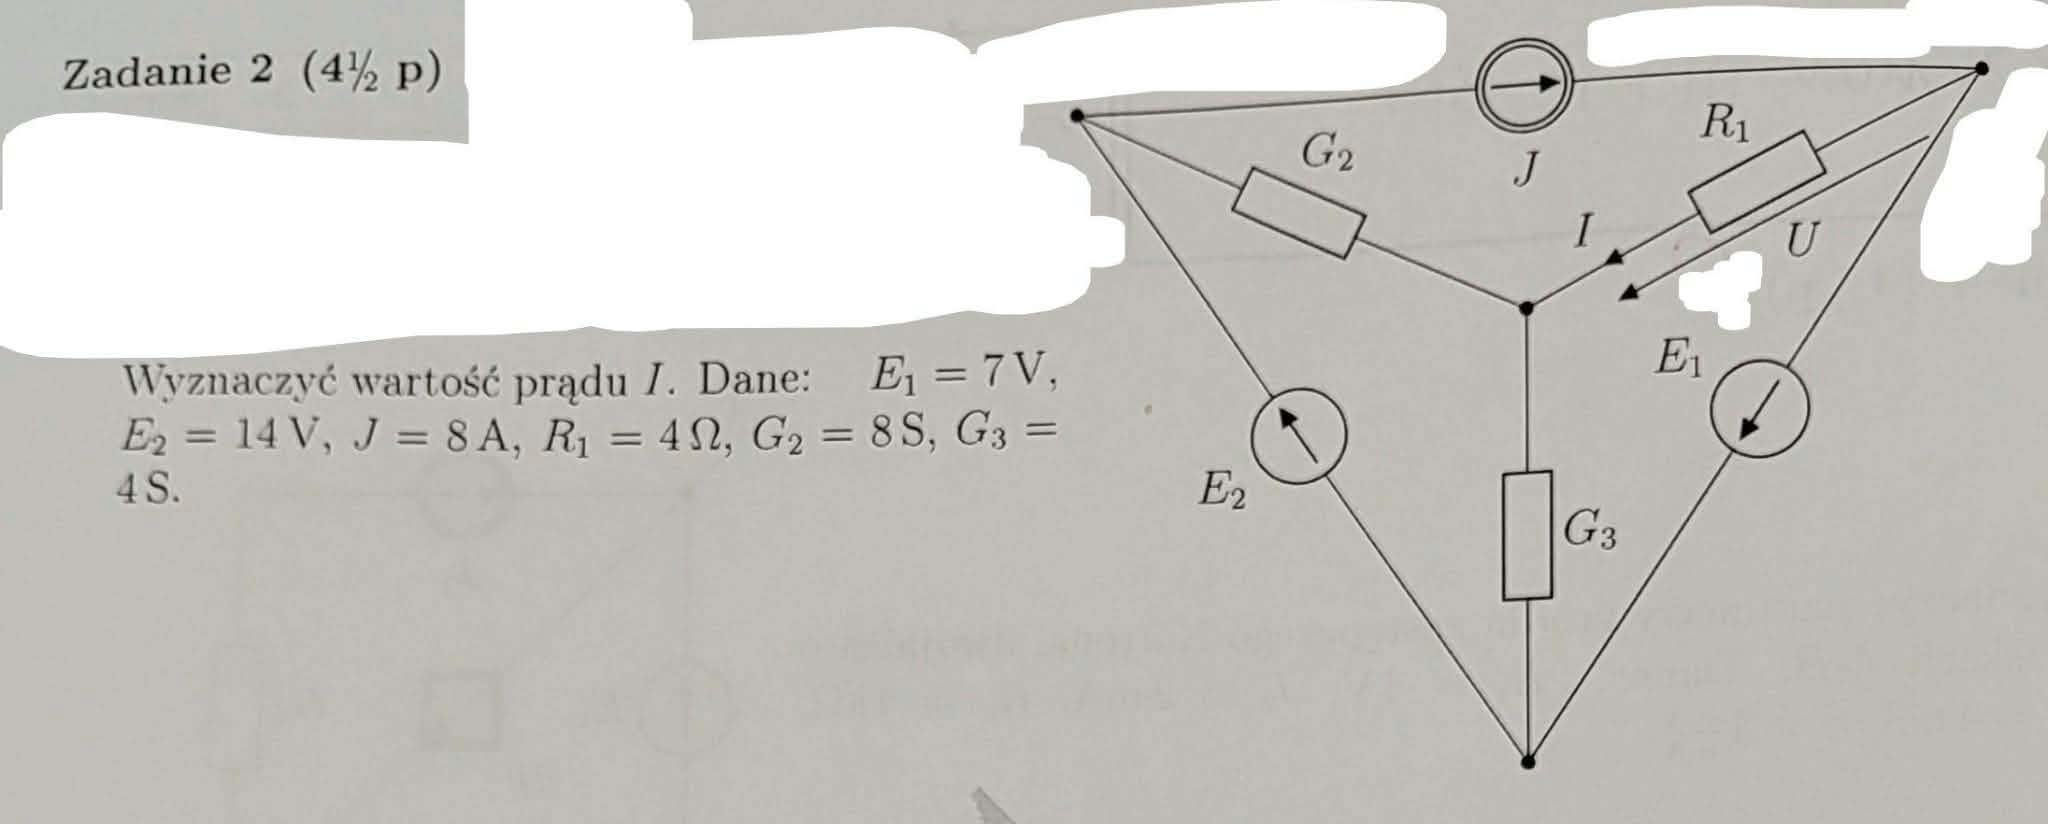 Zadanie 2 (4½ p)
Wyznaczyć wartość prądu I. Dane: E₁ = 7 V,
E₂ = 14 V, J = 8 A, R₁ = 4 Ω, G₂ = 8 S, G₃ =
4 S.
J
G₂
R₁
I
U
E₁
E₂
G₃